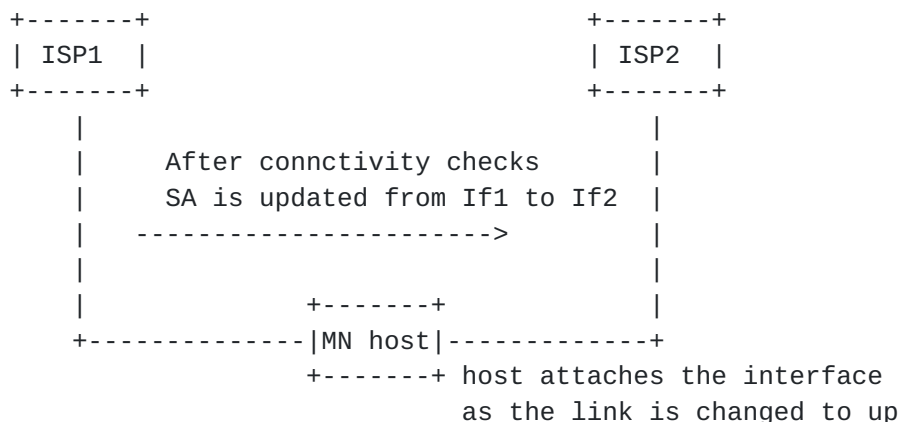 ISP1 ISP2
After connctivity checks
SA is updated from If1 to If2
MN host
host attaches the interface
as the link is changed to up